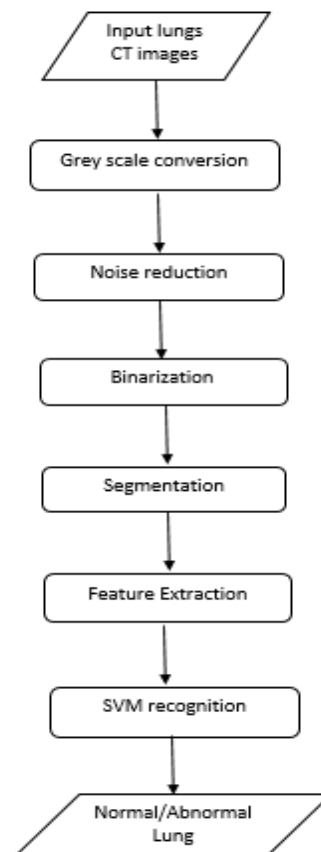 Input lungs
CT images
Grey scale conversion
Noise reduction
Binarization
Segmentation
Feature Extraction
SVM recognition
Normal/Abnormal
Lung